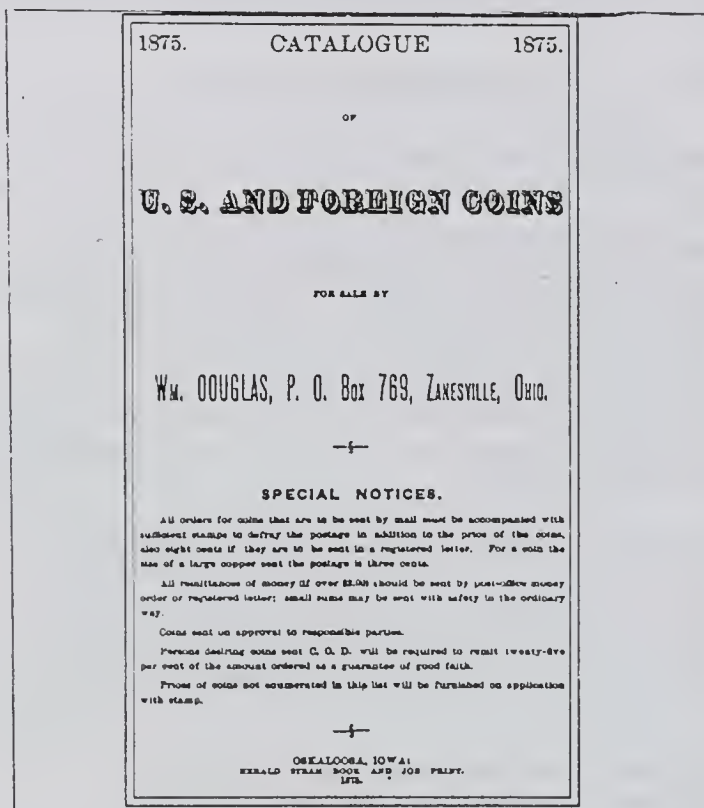 1875. CATALOGUE 1875.
OF
U. S. AND FOREIGN COINS
FOR SALE BY
WM. DOUGLAS, P. O. BOX 769, ZANESVILLE, OHIO.
SPECIAL NOTICES.
All orders for coins that are to be sent by mail must be accompanied with
sufficient stamps to defray the postage in addition to the price of the coins,
also eight cents if they are to be sent in a registered letter. For a coin the
size of a large copper cent the postage is three cents.
All remittances of money (if over $2.00) should be sent by post-office money
order or registered letter; small sums may be sent with safety in the ordinary
way.
Coins sent on approval to responsible parties.
Persons desiring coins sent C. O. D. will be required to remit twenty-five
per cent of the amount ordered as a guarantee of good faith.
Prices of coins not enumerated in this list will be furnished on application
with stamp.
OSKALOOSA, IOWA:
HERALD STEAM BOOK AND JOB PRINT.
1875.